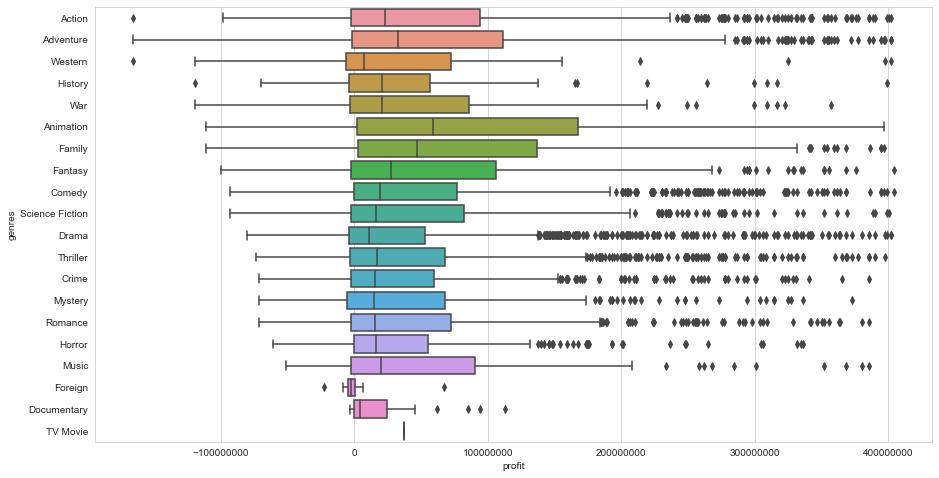 Action
Adventure
Western
History
War
Animation
Family
Fantasy
Comedy
Science Fiction
Drama
Thriller
Crime
Mystery
Romance
Horror
Music
Foreign
Documentary
TV Movie
genres
−100000000 0 100000000 200000000 300000000 400000000
profit